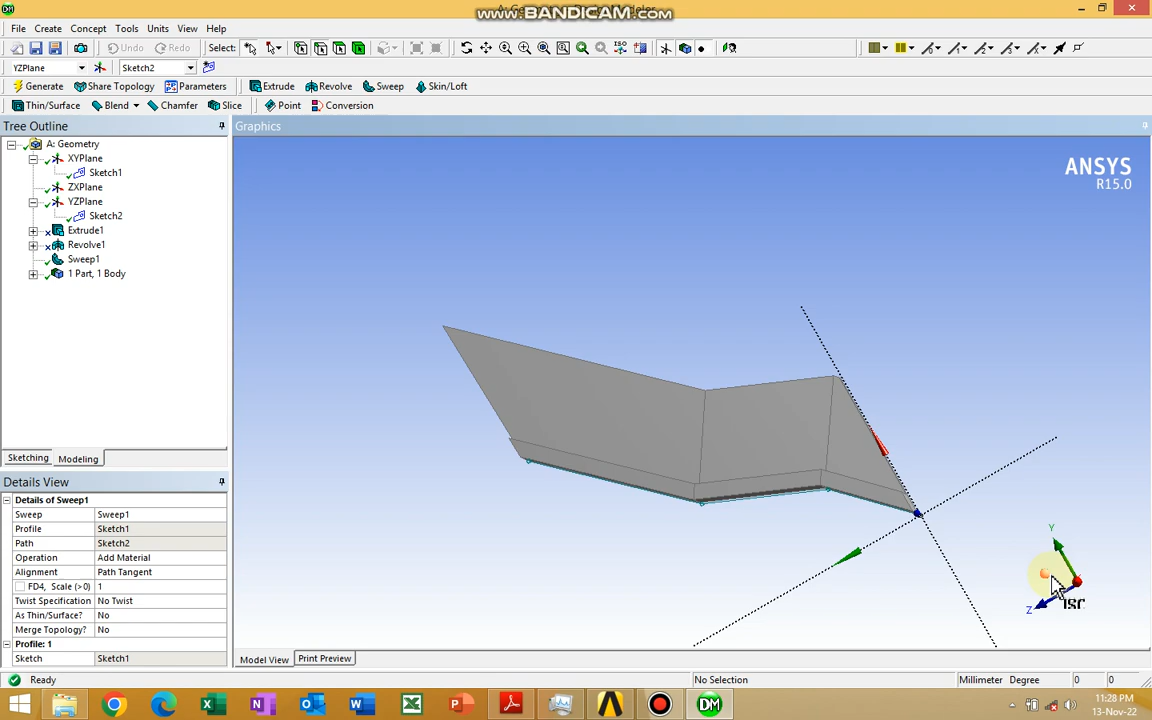 www.BANDICAM.com
File Create Concept Tools Units View Help
Undo Redo Select: ISO
YZPlane Sketch2
Generate Share Topology Parameters Extrude Revolve Sweep Skin/Loft
Thin/Surface Blend Chamfer Slice Point Conversion
Tree Outline
Graphics
A: Geometry
XYPlane
Sketch1
ZXPlane
YZPlane
Sketch2
Extrude1
Revolve1
Sweep1
1 Part, 1 Body
ANSYS
R15.0
Sketching Modeling
Details View
Details of Sweep1
Sweep Sweep1
Profile Sketch1
Path Sketch2
Operation Add Material
Alignment Path Tangent
FD4, Scale (>0) 1
Twist Specification No Twist
As Thin/Surface? No
Merge Topology? No
Profile: 1
Sketch Sketch1
Y
Z
Model View Print Preview
Ready
No Selection
Millimeter Degree 0 0
DM
11:28 PM
13-Nov-22